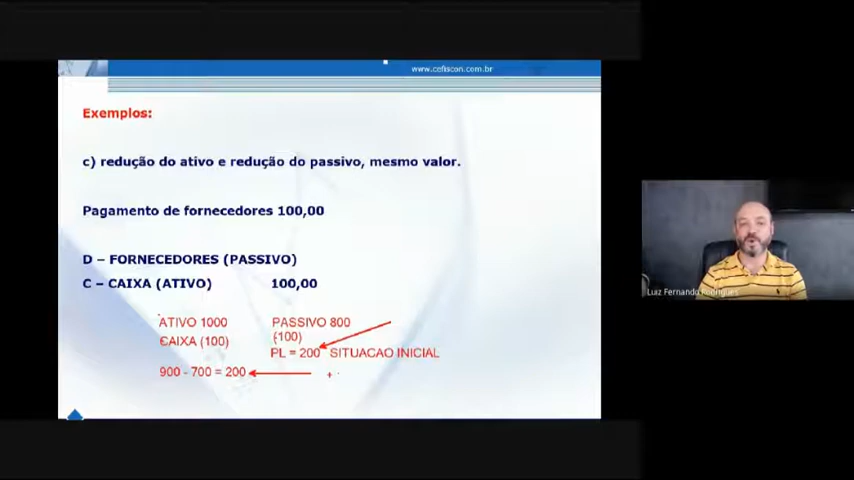 www.cefiscon.com.br
Exemplos:
c) redução do ativo e redução do passivo, mesmo valor.
Pagamento de fornecedores 100,00
D – FORNECEDORES (PASSIVO)
C – CAIXA (ATIVO) 100,00
ATIVO 1000 PASSIVO 800
CAIXA (100) (100)
PL = 200 SITUACAO INICIAL
900 - 700 = 200 +
Luiz Fernando Rodrigues